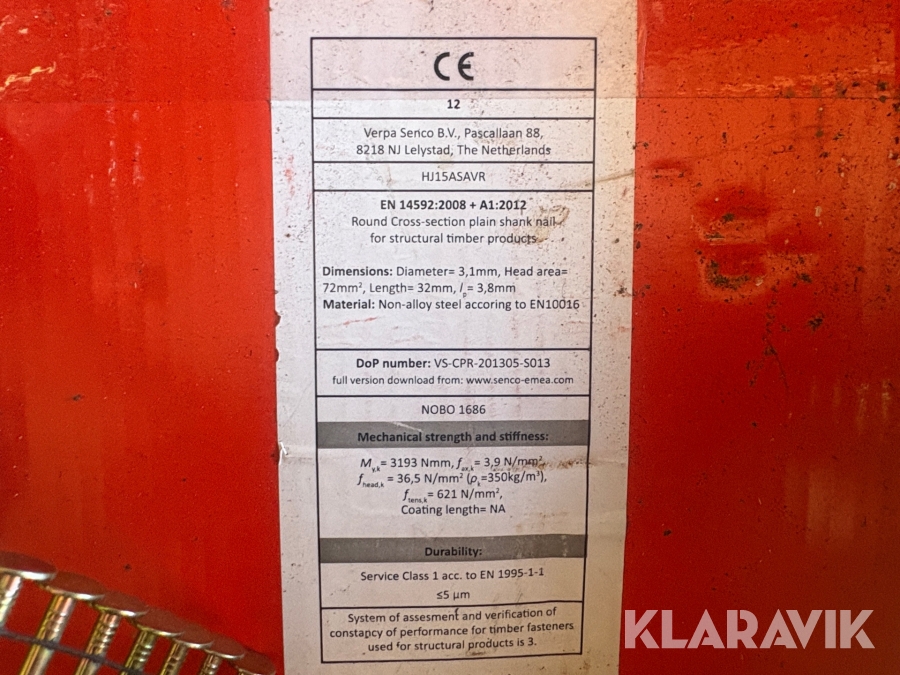 CE
12
Verpa Senco B.V., Pascallaan 88,
8218 NJ Lelystad, The Netherlands
HJ15ASAVR
EN 14592:2008 + A1:2012
Round Cross-section plain shank nail
for structural timber products
Dimensions: Diameter= 3,1mm, Head area=
72mm², Length= 32mm, lp= 3,8mm
Material: Non-alloy steel accoring to EN10016
DoP number: VS-CPR-201305-S013
full version download from: www.senco-emea.com
NOBO 1686
Mechanical strength and stiffness:
My,k= 3193 Nmm, fax,k= 3,9 N/mm²,
fhead,k = 36,5 N/mm² (ρk=350kg/m³),
ftens,k= 621 N/mm²,
Coating length= NA
Durability:
Service Class 1 acc. to EN 1995-1-1
≤5 µm
System of assesment and verification of
constancy of performance for timber fasteners
used for structural products is 3.
KLARAVIK